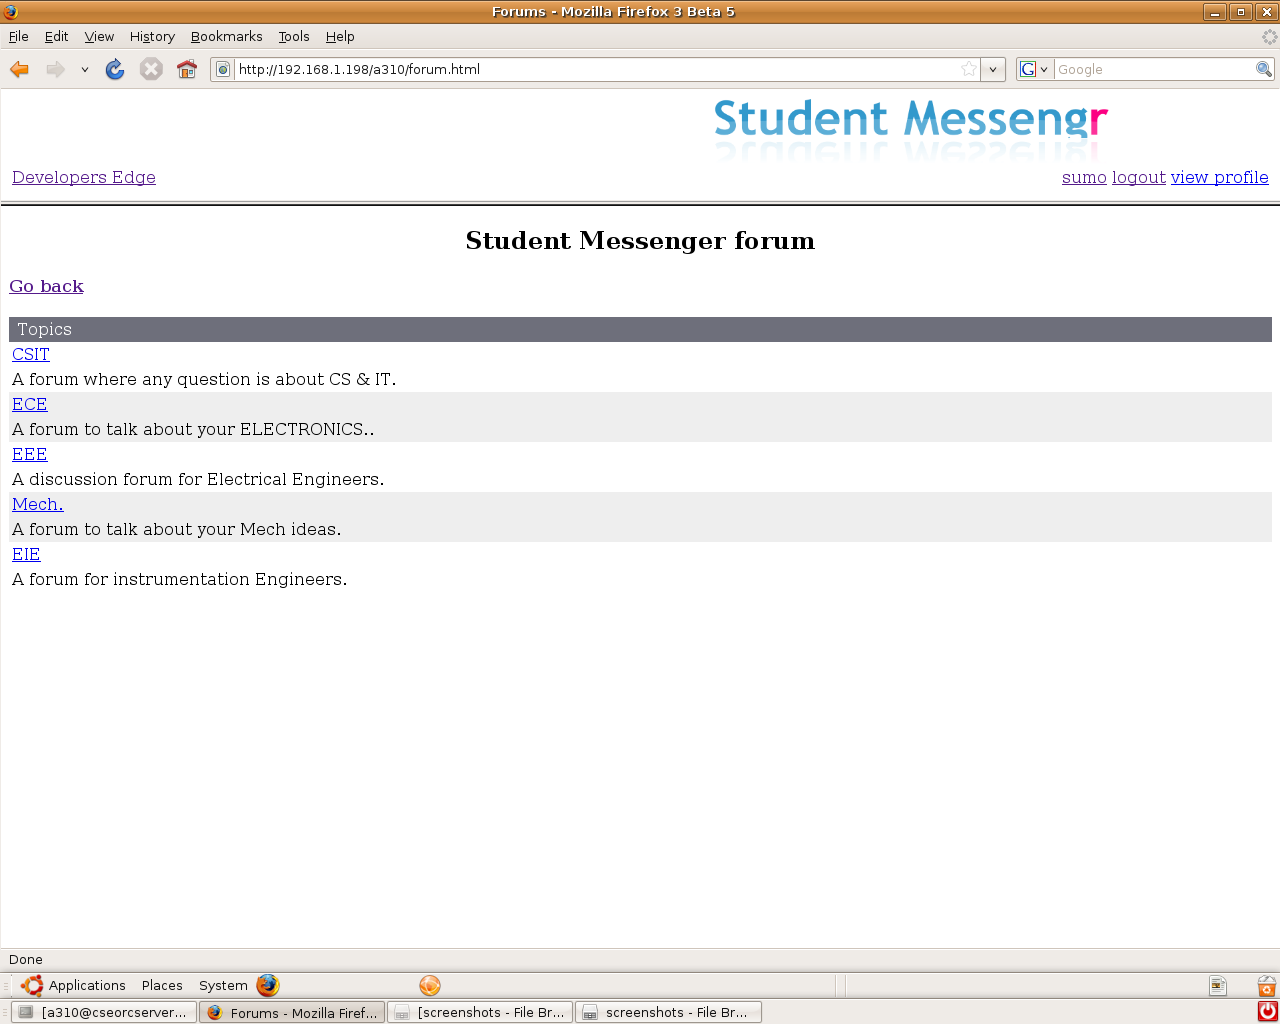 Forums - Mozilla Firefox 3 Beta 5
File Edit View History Bookmarks Tools Help
http://192.168.1.198/a310/forum.html
G Google
Student Messengr
Developers Edge sumo logout view profile
Student Messenger forum
Go back
Topics
CSIT
A forum where any question is about CS & IT.
ECE
A forum to talk about your ELECTRONICS..
EEE
A discussion forum for Electrical Engineers.
Mech.
A forum to talk about your Mech ideas.
EIE
A forum for instrumentation Engineers.
Done
Applications Places System
[a310@cseorcserver... Forums - Mozilla Firef... [screenshots - File Br... screenshots - File Br...